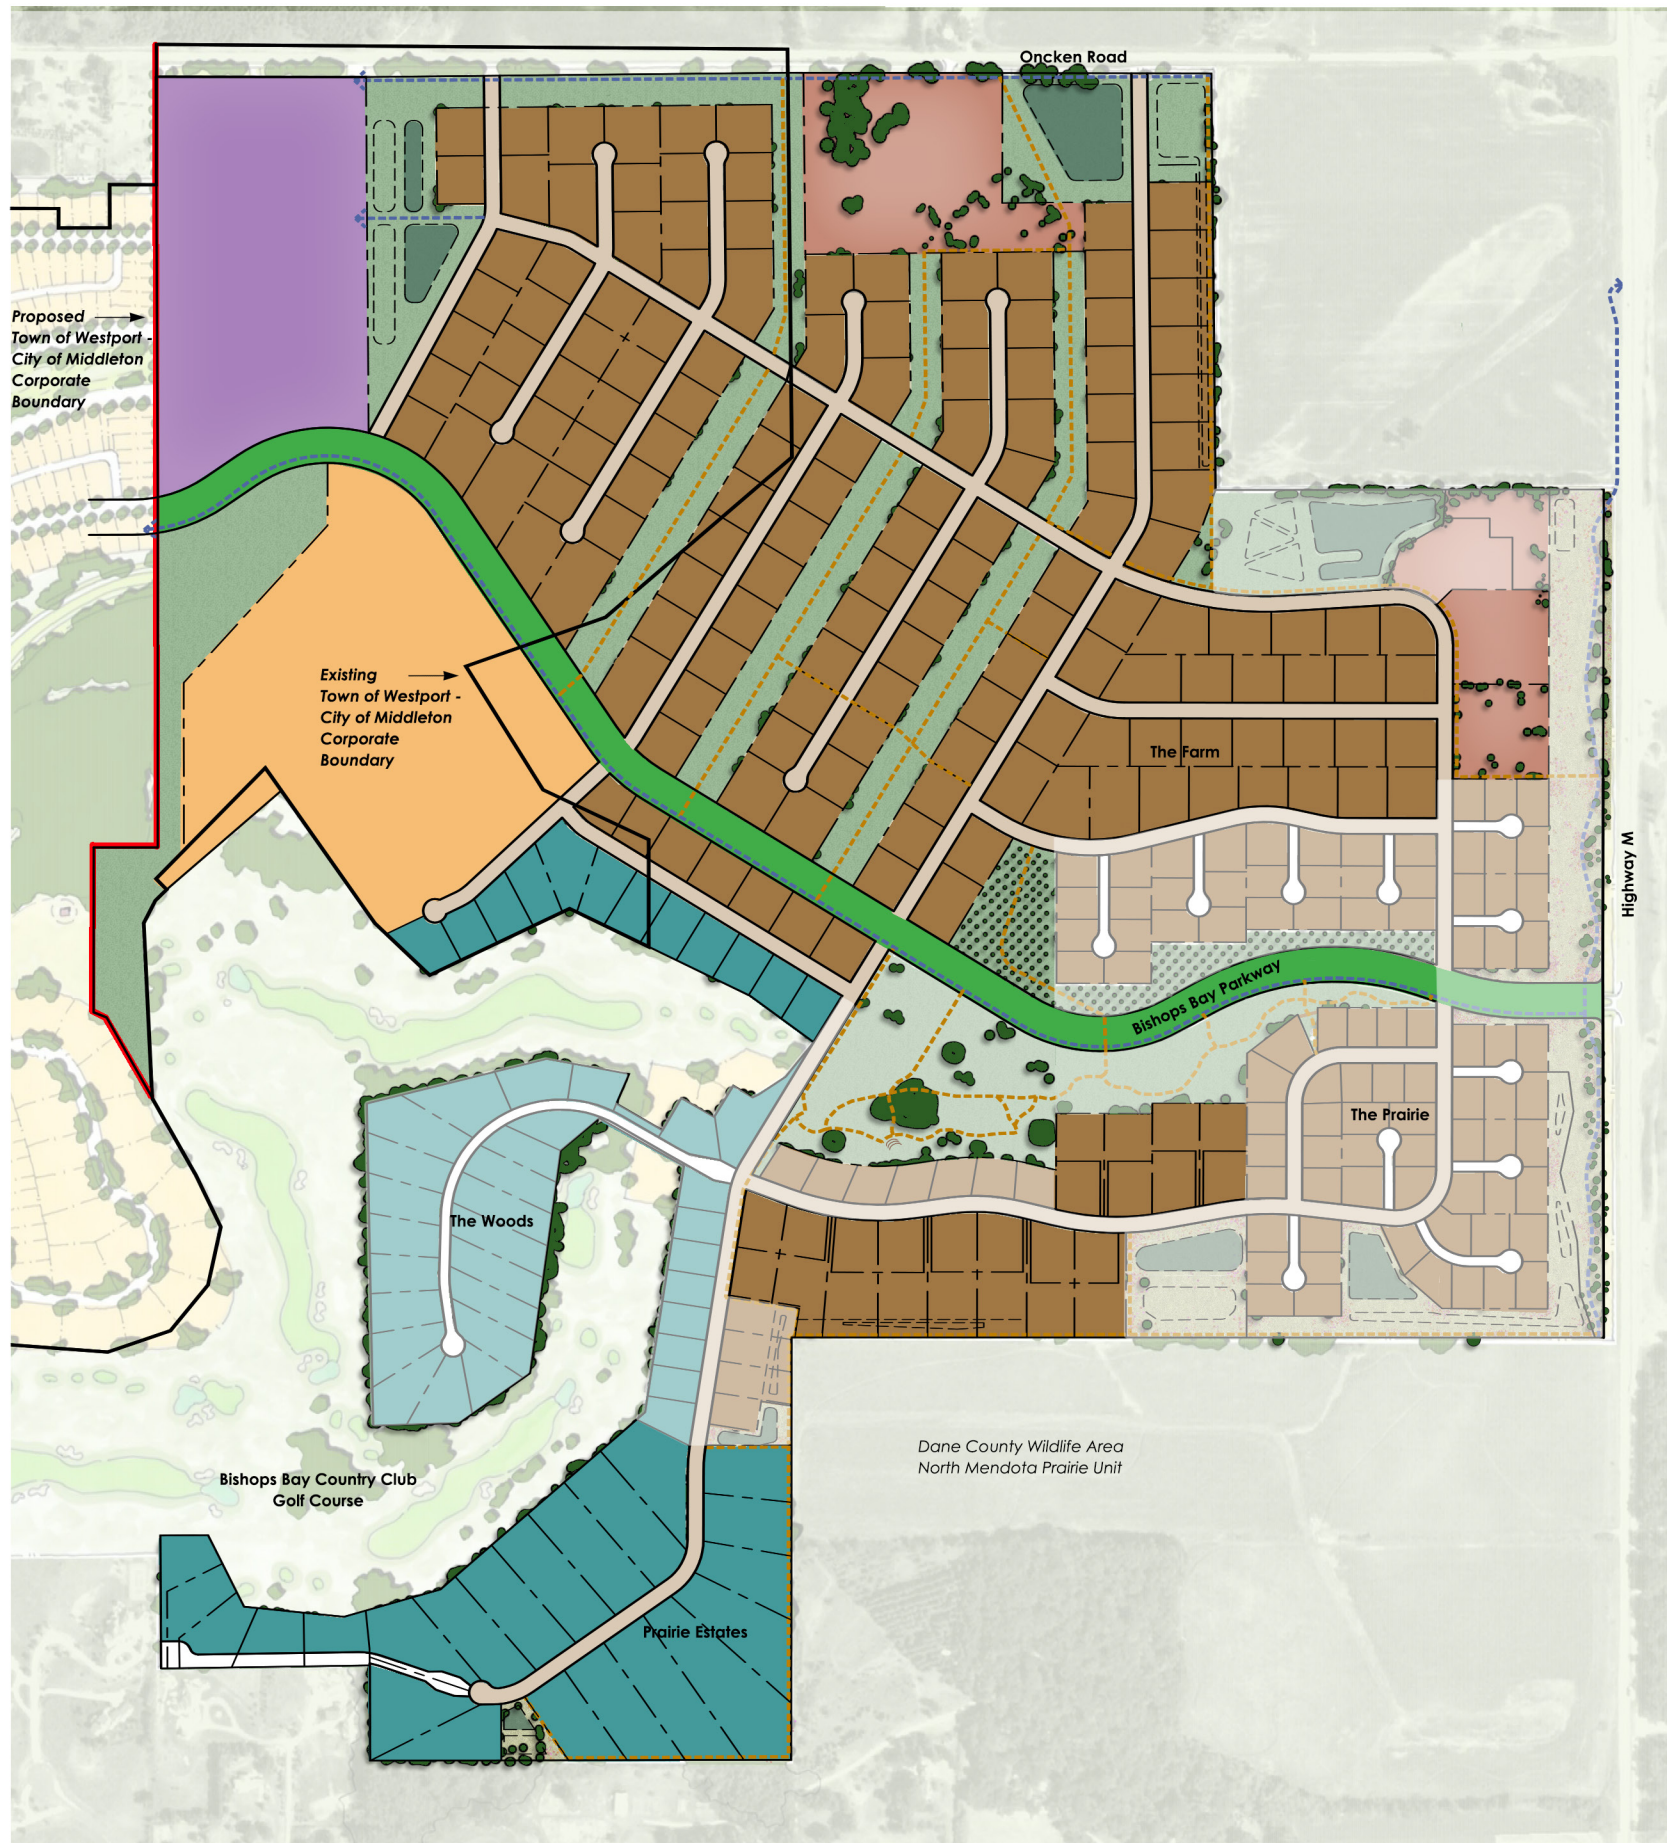 Oncken Road
Proposed
Town of Westport -
City of Middleton
Corporate
Boundary
Existing
Town of Westport -
City of Middleton
Corporate
Boundary
The Farm
Highway M
Bishops Bay Parkway
The Prairie
The Woods
Dane County Wildlife Area
North Mendota Prairie Unit
Bishops Bay Country Club
Golf Course
Prairie Estates